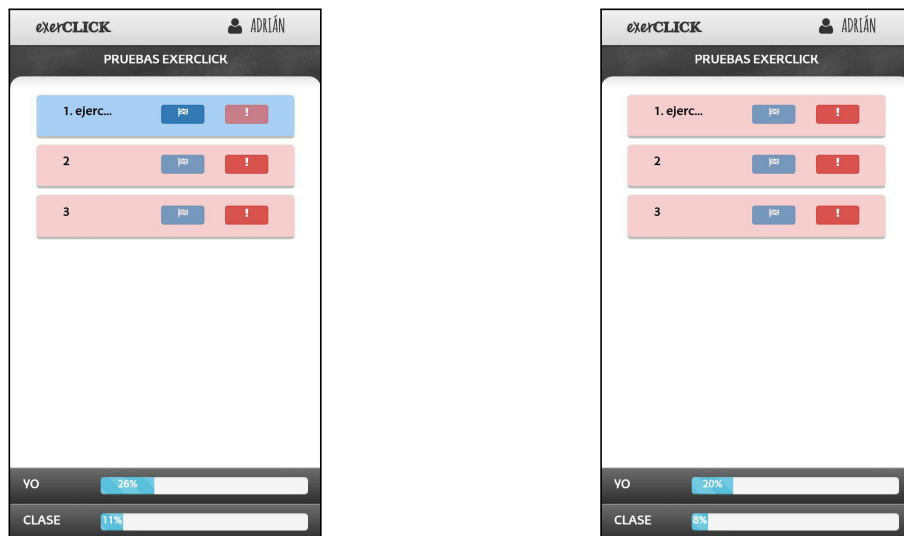 exerCLICK ADRIÁN
PRUEBAS EXERCLICK
1. ejerc... !
2 !
3 !
YO 26%
CLASE 11%
exerCLICK ADRIÁN
PRUEBAS EXERCLICK
1. ejerc... !
2 !
3 !
YO 20%
CLASE 8%